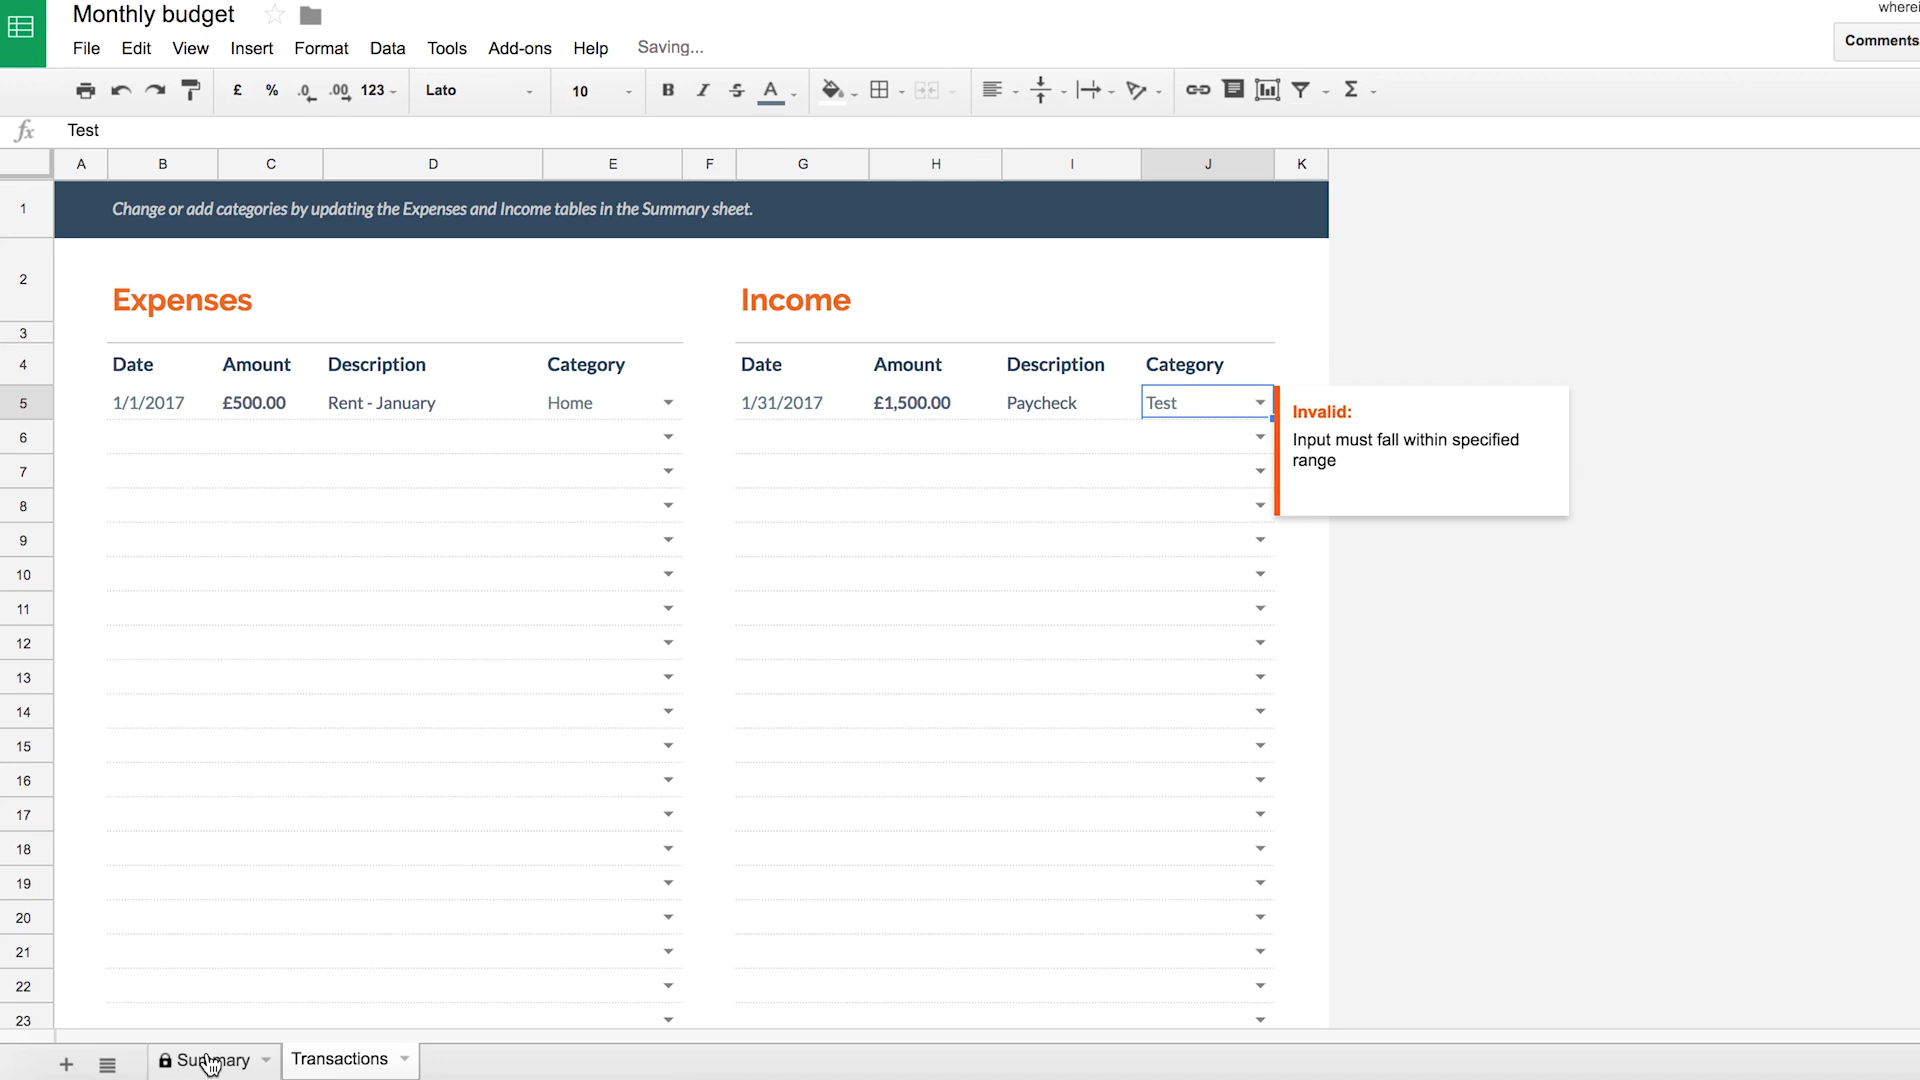 Monthly budget
wherei
File Edit View Insert Format Data Tools Add-ons Help Saving...
Comments
£ % .0 .00 123 Lato 10 B I S A Σ
fx Test
A B C D E F G H I J K
1 Change or add categories by updating the Expenses and Income tables in the Summary sheet.
2 Expenses Income
3
4 Date Amount Description Category Date Amount Description Category
5 1/1/2017 £500.00 Rent - January Home 1/31/2017 £1,500.00 Paycheck Test
Invalid:
Input must fall within specified
range
6
7
8
9
10
11
12
13
14
15
16
17
18
19
20
21
22
23
+ Summary Transactions